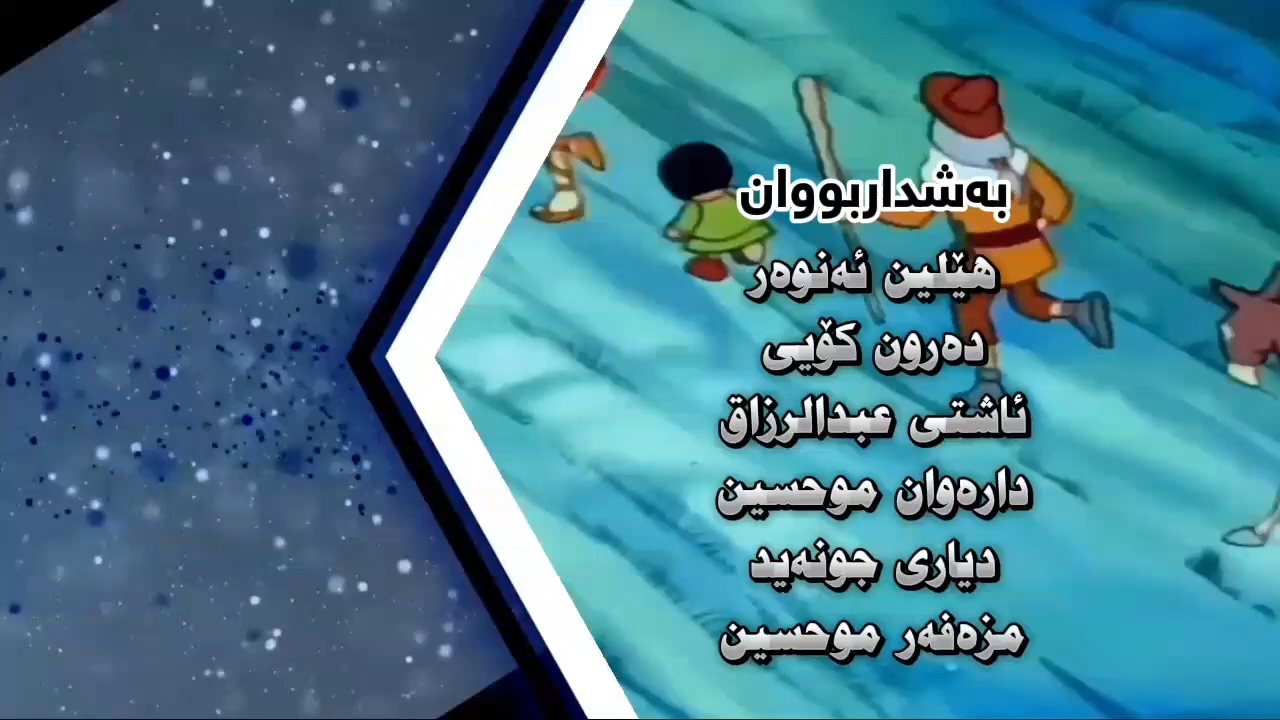 بەشداربووان
هێلین ئەنوەر
دەرون کۆیی
ئاشتی عبدالرزاق
دارەوان موحسین
دیاری جونەید
مزەفەر موحسین